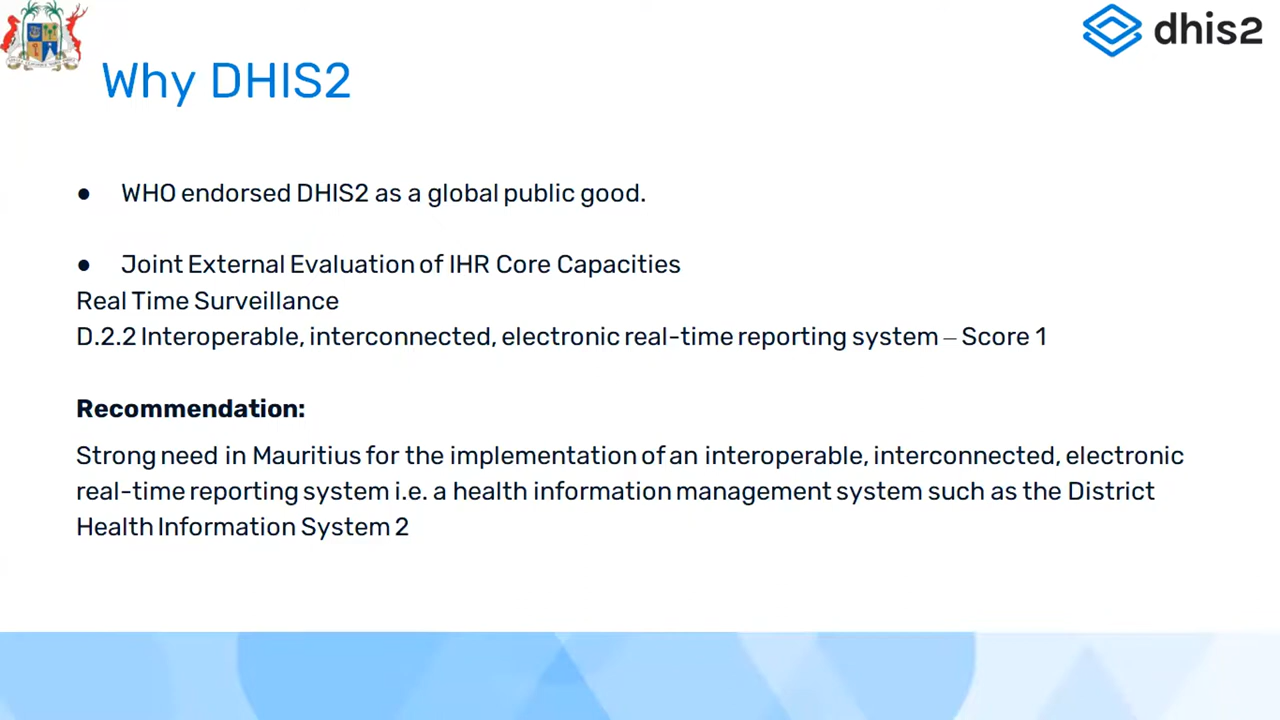 dhis2
Why DHIS2
● WHO endorsed DHIS2 as a global public good.
● Joint External Evaluation of IHR Core Capacities
Real Time Surveillance
D.2.2 Interoperable, interconnected, electronic real-time reporting system – Score 1
Recommendation:
Strong need in Mauritius for the implementation of an interoperable, interconnected, electronic
real-time reporting system i.e. a health information management system such as the District
Health Information System 2